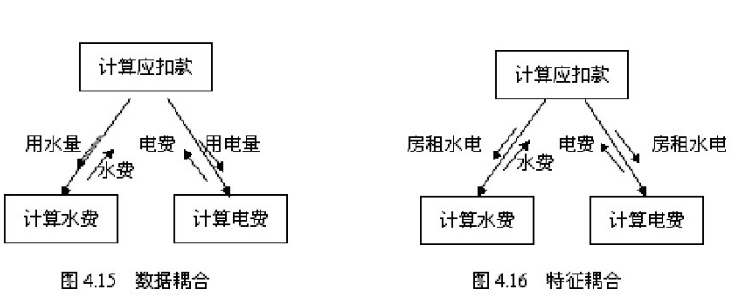 计算应扣款
用水量
电费
用电量
水费
计算水费
计算电费
图 4.15 数据耦合
计算应扣款
房租水电
电费
房租水电
水费
计算水费
计算电费
图 4.16 特征耦合